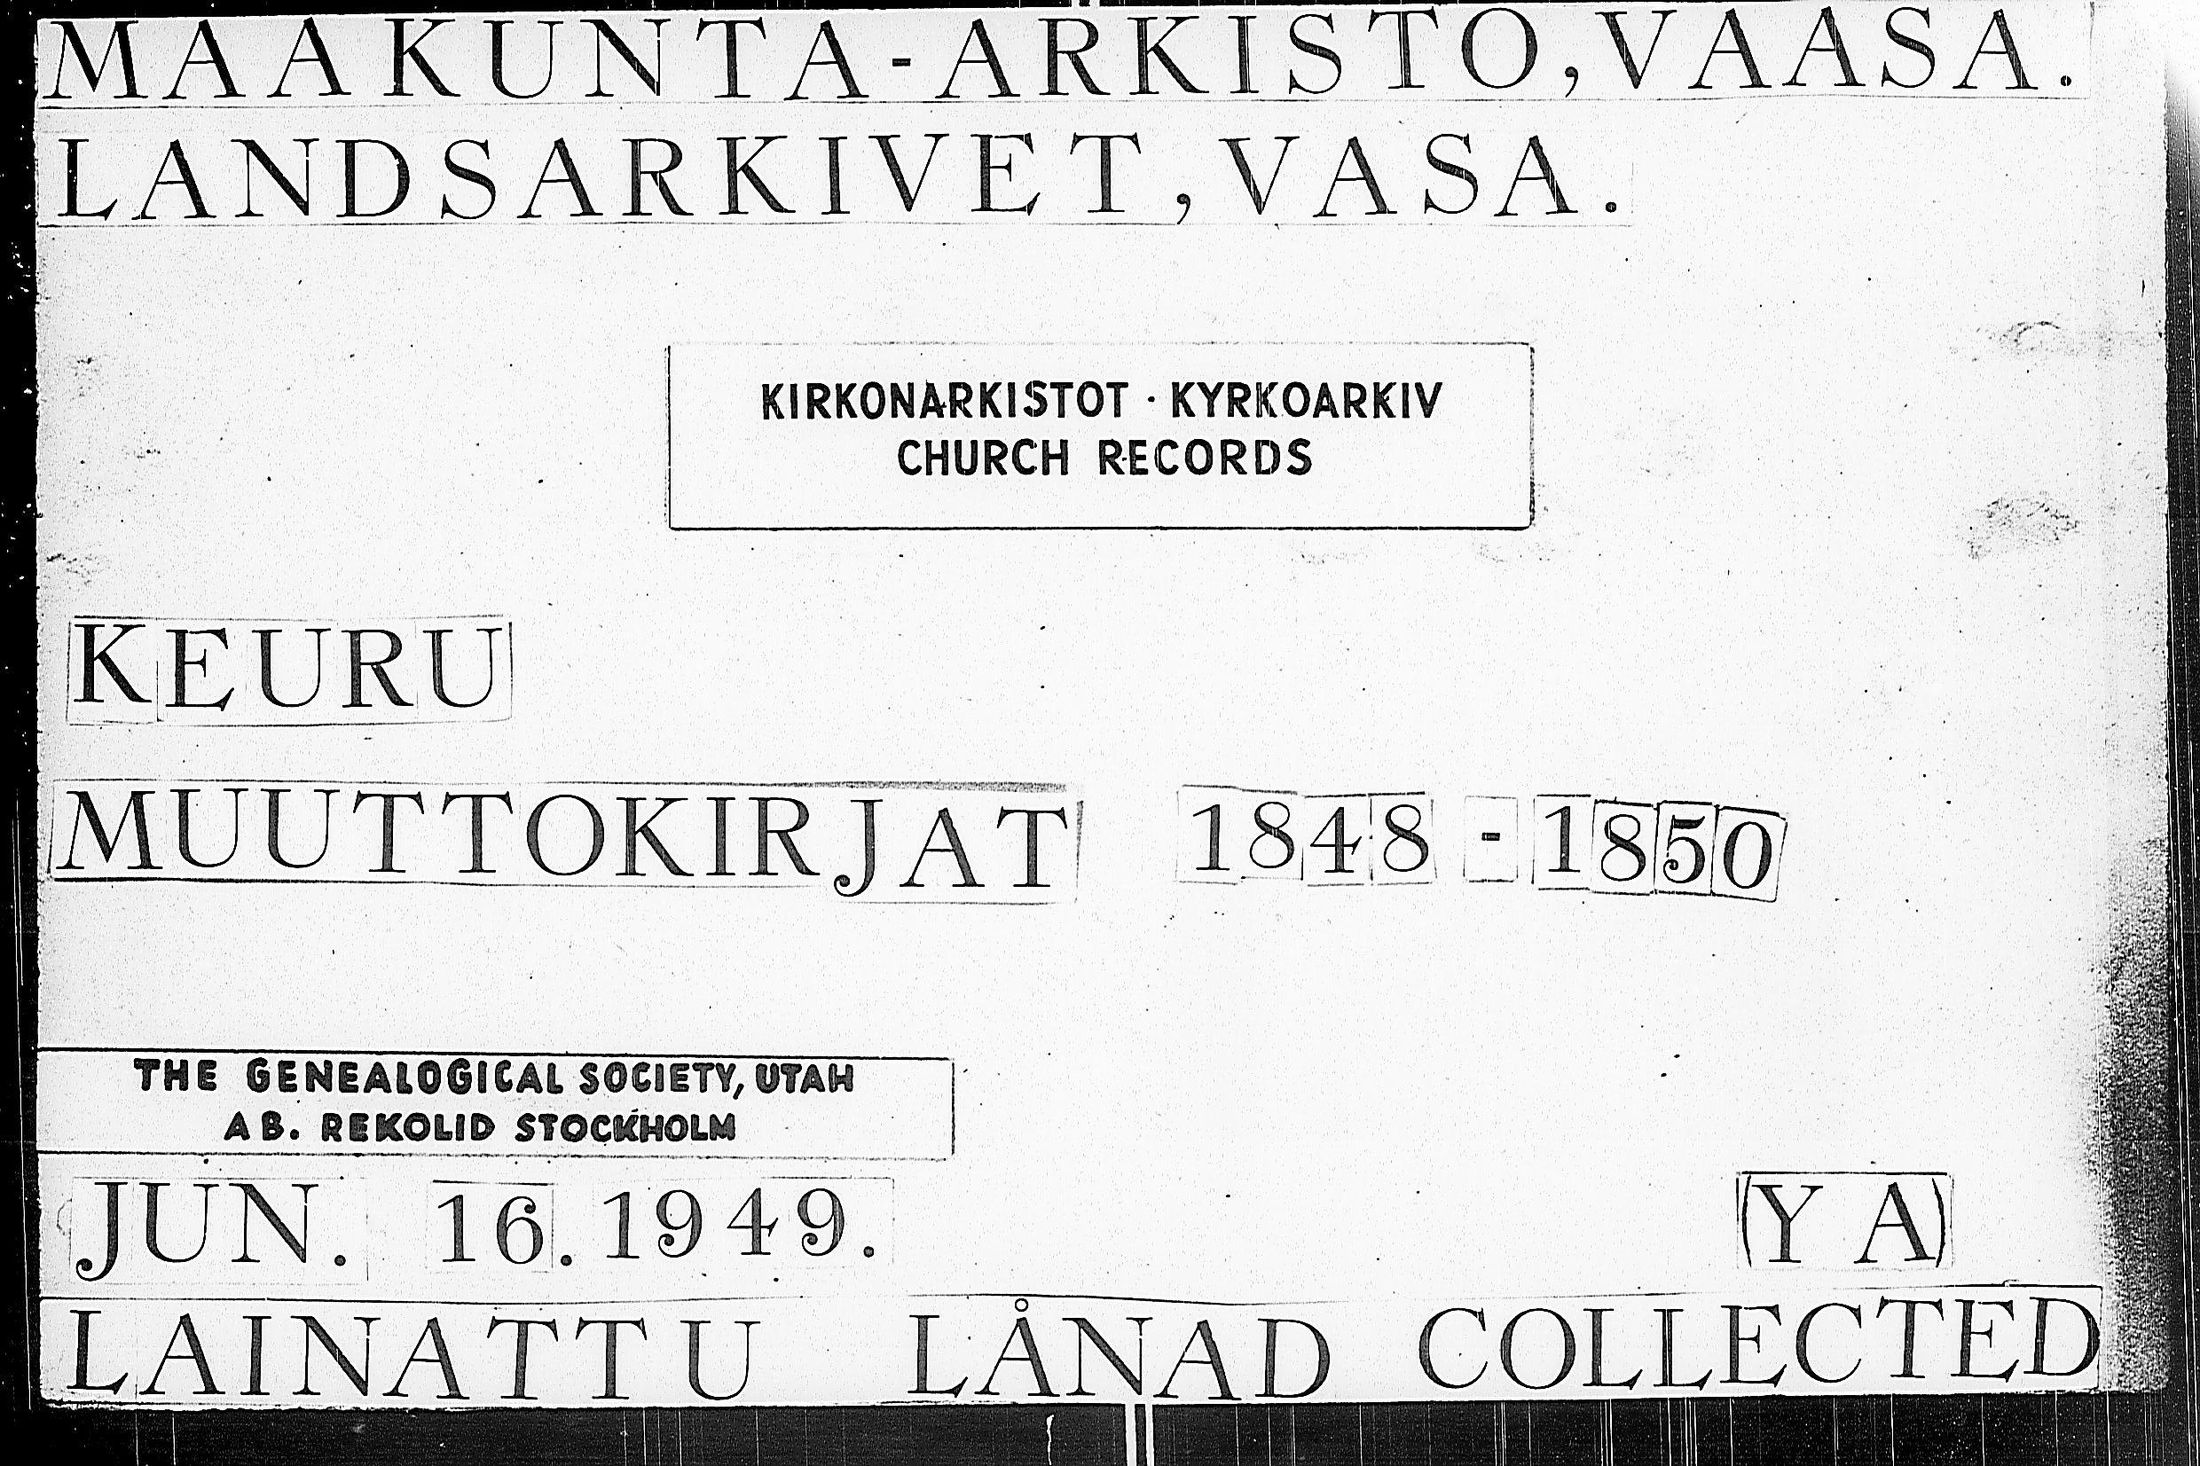 MAAKUNTA-ARKISTO, VAASA.
LANDSARKIVET, VASA.
KIRKONARKISTOT · KYRKOARKIV
CHURCH RECORDS
KEURU
MUUTTOKIRJAT 1848 - 1850
THE GENEALOGICAL SOCIETY, UTAH
AB. REKOLID STOCKHOLM
JUN. 16. 1949. (Y A)
LAINATTU LÅNAD COLLECTED